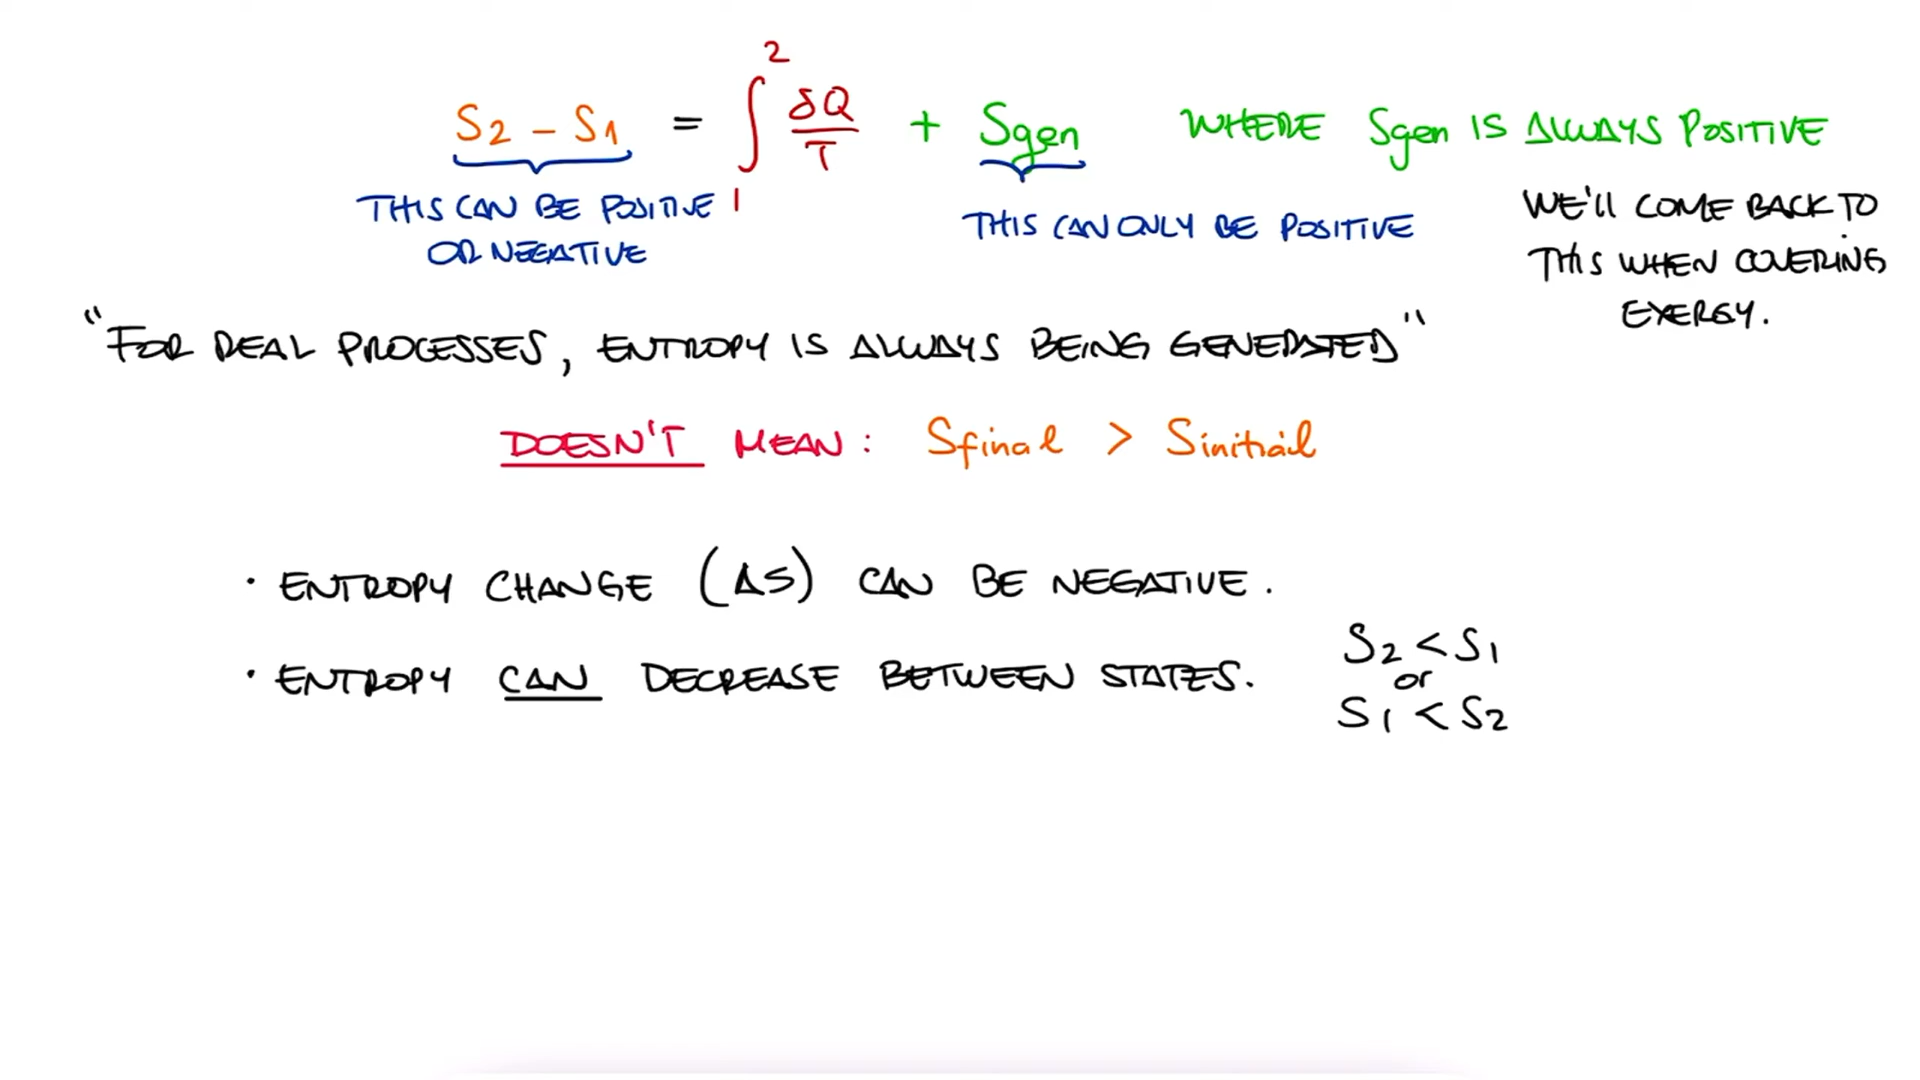 S2 - S1 = ∫₁² δQ/T + Sgen WHERE Sgen IS ALWAYS POSITIVE
THIS CAN BE POSITIVE
OR NEGATIVE
THIS CAN ONLY BE POSITIVE
WE'LL COME BACK TO
THIS WHEN COVERING
EXERGY.
"FOR REAL PROCESSES, ENTROPY IS ALWAYS BEING GENERATED"
DOESN'T MEAN: Sfinal > Sinitial
· ENTROPY CHANGE (ΔS) CAN BE NEGATIVE.
· ENTROPY CAN DECREASE BETWEEN STATES.
S2 < S1
or
S1 < S2